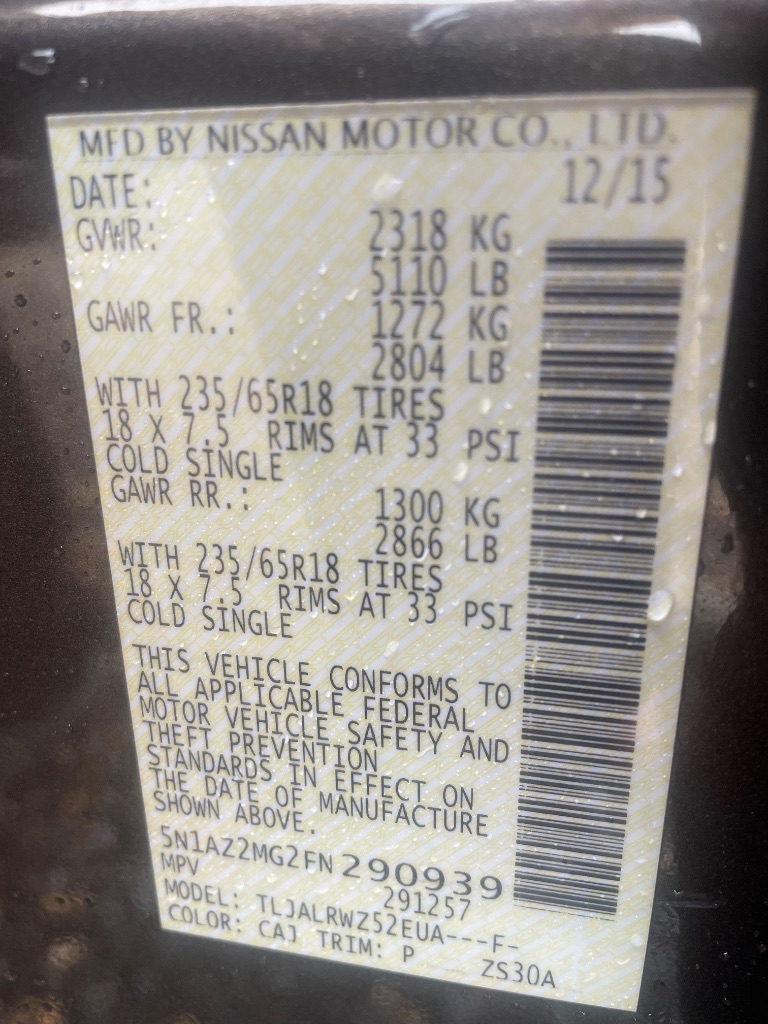 MFD BY NISSAN MOTOR CO., LTD.
DATE: 12/15
GVWR: 2318 KG
5110 LB
GAWR FR.: 1272 KG
2804 LB
WITH 235/65R18 TIRES
18 X 7.5 RIMS AT 33 PSI
COLD SINGLE
GAWR RR.: 1300 KG
2866 LB
WITH 235/65R18 TIRES
18 X 7.5 RIMS AT 33 PSI
COLD SINGLE
THIS VEHICLE CONFORMS TO
ALL APPLICABLE FEDERAL
MOTOR VEHICLE SAFETY AND
THEFT PREVENTION
STANDARDS IN EFFECT ON
THE DATE OF MANUFACTURE
SHOWN ABOVE.
5N1AZ2MG2FN290939
MPV 291257
MODEL: TLJALRWZ52EUA---F-
COLOR: CAJ TRIM: P ZS30A